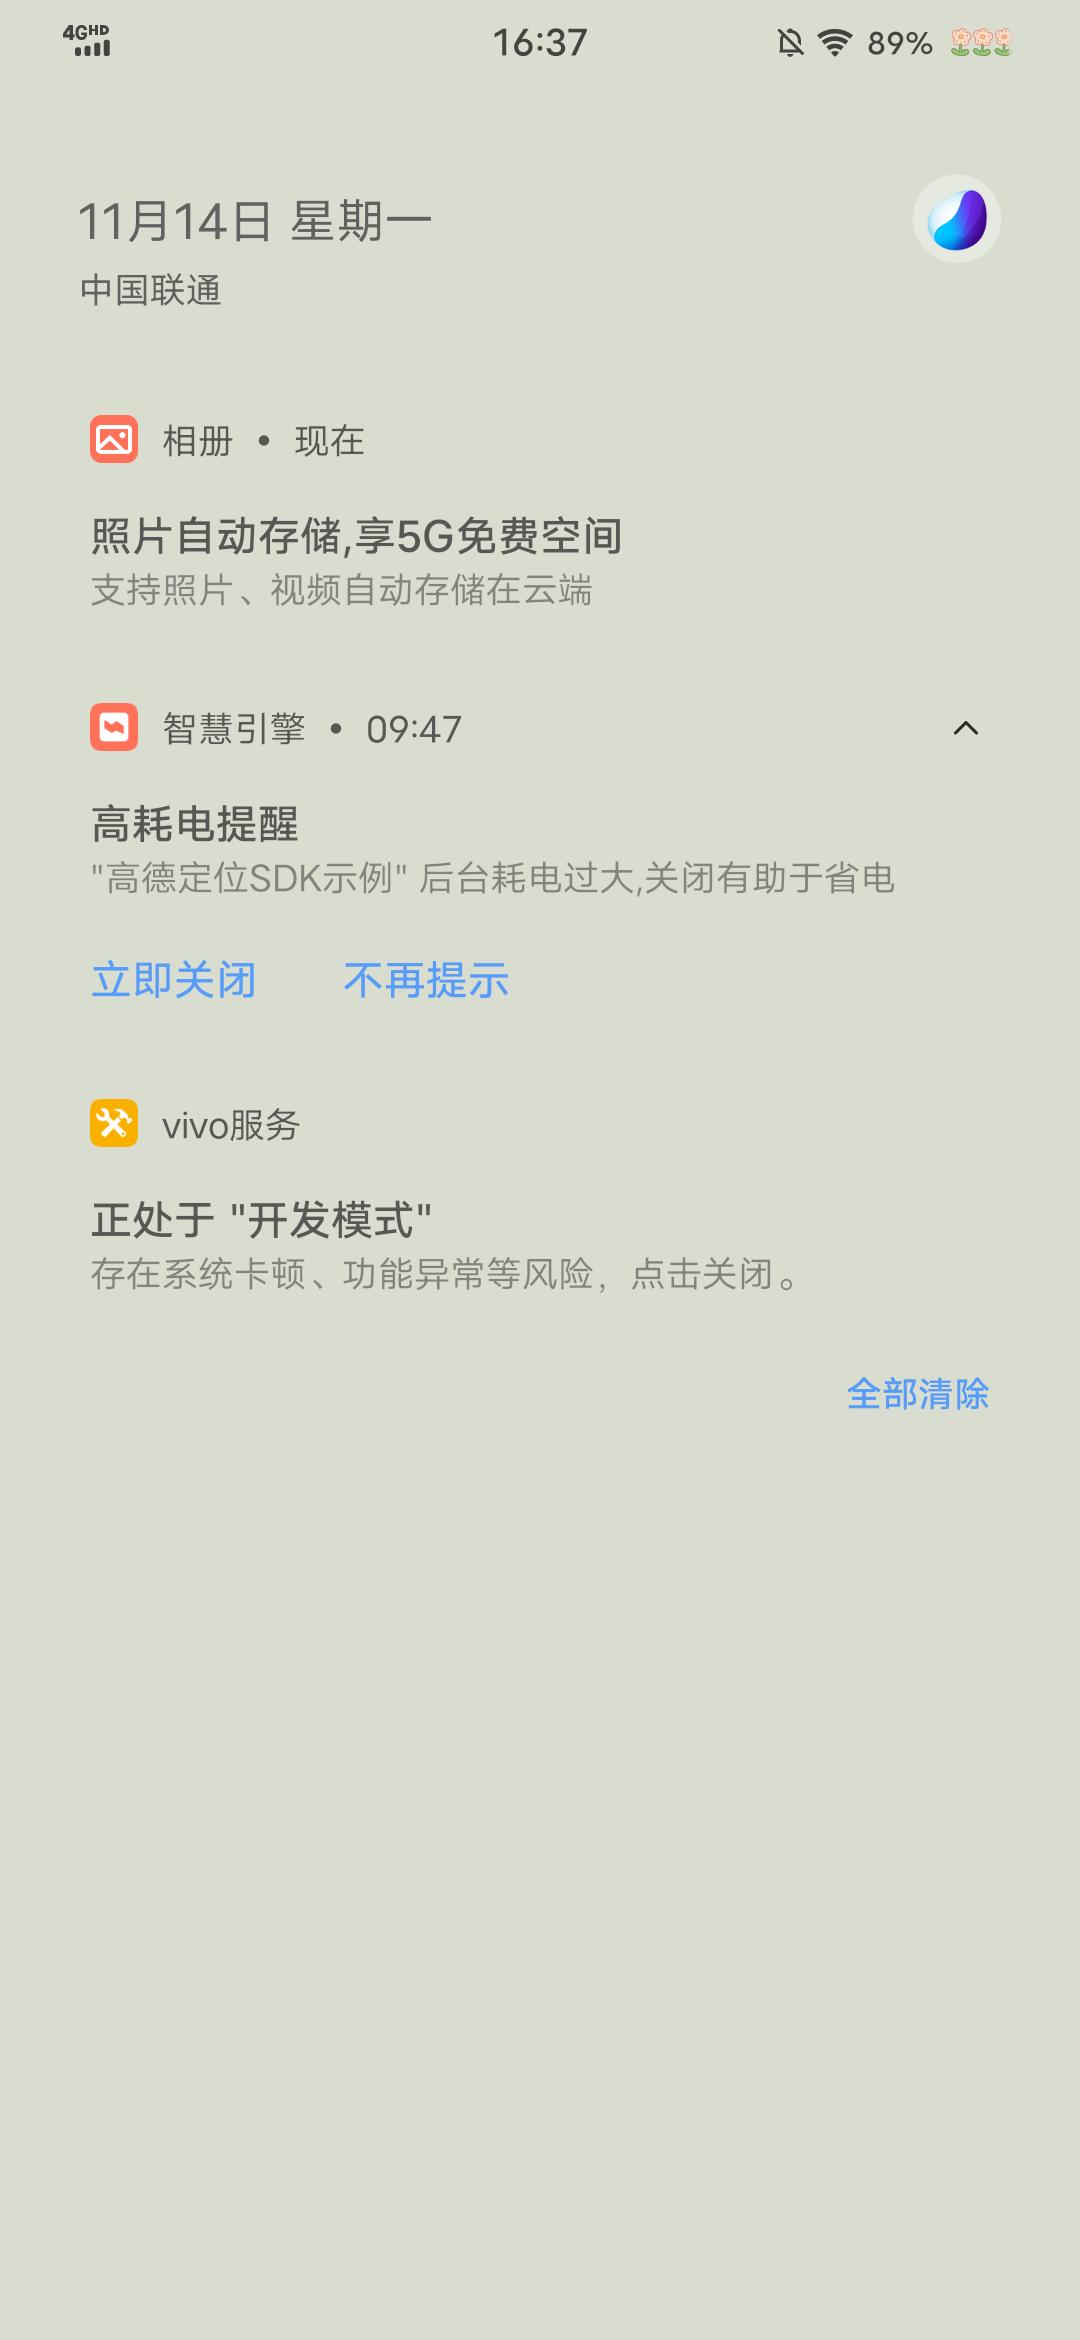 4GHD
16:37
89%
11月14日 星期一
中国联通
相册 • 现在
照片自动存储,享5G免费空间
支持照片、视频自动存储在云端
智慧引擎 • 09:47
高耗电提醒
"高德定位SDK示例" 后台耗电过大,关闭有助于省电
立即关闭 不再提示
vivo服务
正处于 "开发模式"
存在系统卡顿、功能异常等风险，点击关闭。
全部清除